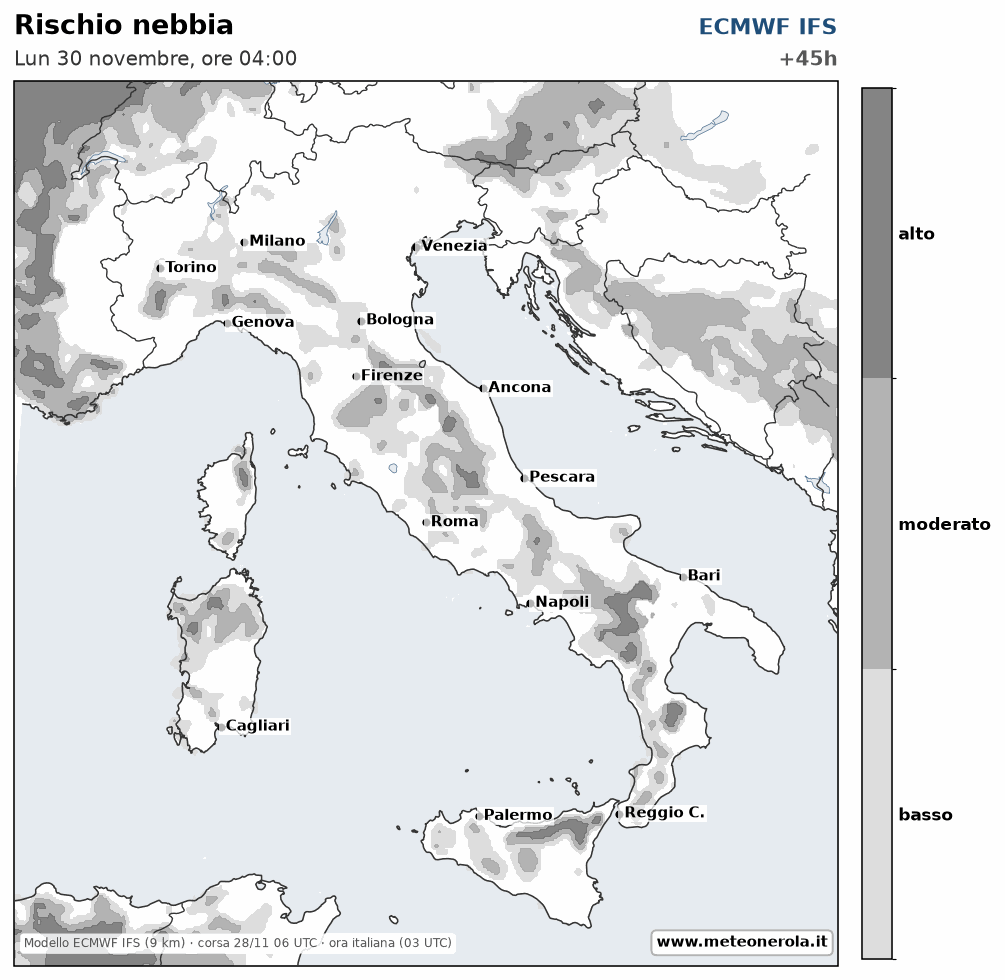 Rischio nebbia
ECMWF IFS
Lun 30 novembre, ore 04:00
+45h
alto
Milano
Venezia
Torino
Bologna
Genova
Firenze
Ancona
Pescara
Roma
moderato
Bari
Napoli
Cagliari
Reggio C.
Palermo
basso
Modello ECMWF IFS (9 km) · corsa 28/11 06 UTC · ora italiana (03 UTC)
www.meteonerola.it